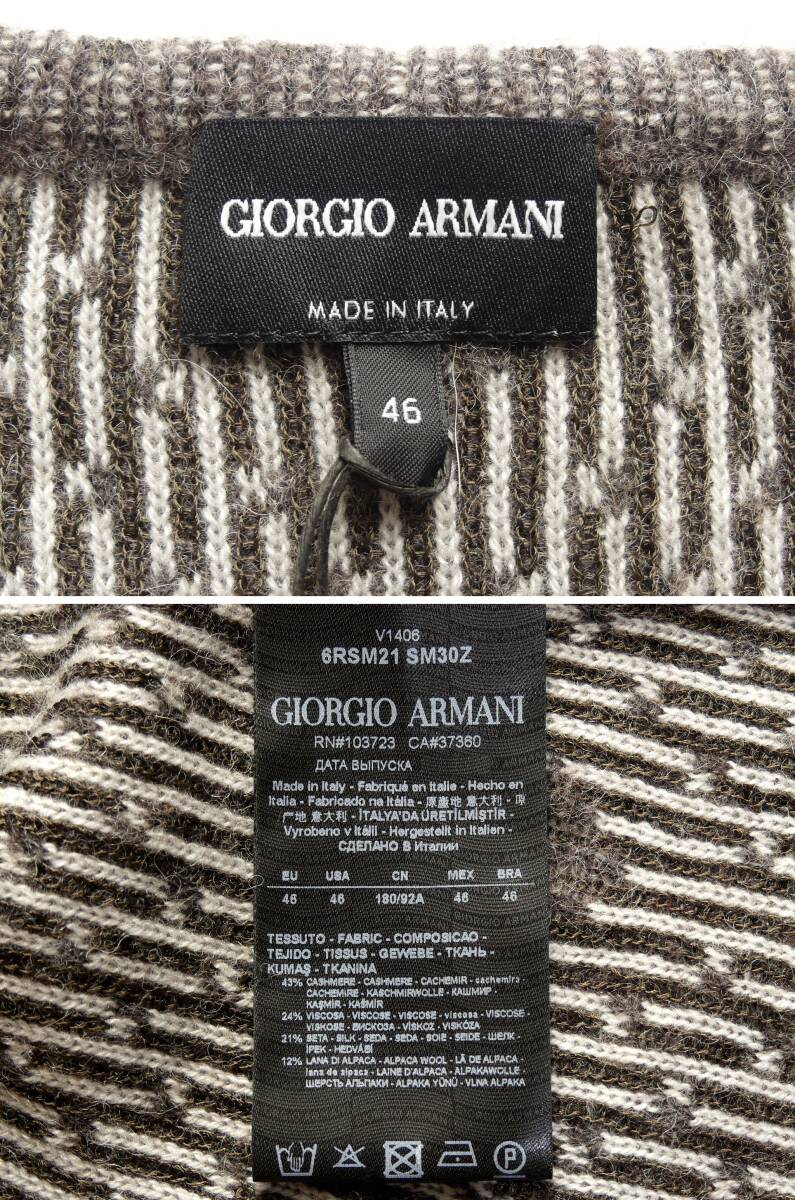 GIORGIO ARMANI
MADE IN ITALY
46
V1406
6RSM21 SM30Z
GIORGIO ARMANI
RN#103723 CA#37360
ДАТА ВЫПУСКА
Made in Italy - Fabriqué en Italie - Hecho en
Italia - Fabricado na Itália - 原產地 意大利 - 原
产地 意大利 - İTALYA'DA ÜRETİLMİŞTİR -
Vyrobeno v Itálii - Hergestellt in Italien -
СДЕЛАНО В Италии
EU USA CN MEX BRA
46 46 180/92A 46 46
TESSUTO - FABRIC - COMPOSICAO -
TEJIDO - TISSUS - GEWEBE - ТКАНЬ -
KUMAŞ - TKANINA
43% CASHMERE - CASHMERE - CACHEMIR - cachemira -
CACHEMIRE - KASCHMIRWOLLE - КАШМИР -
KAŞMİR - KAŠMÍR
24% VISCOSA - VISCOSE - VISCOSE - viscosa - VISCOSE -
VISKOSE - ВИСКОЗА - VİSKOZ - VISKÓZA
21% SETA - SILK - SEDA - SEDA - SOIE - SEIDE - ШЕЛК -
İPEK - HEDVÁBÍ
12% LANA DI ALPACA - ALPACA WOOL - LÃ DE ALPACA -
lana de alpaca - LAINE D'ALPACA - ALPAKAWOLLE -
ШЕРСТЬ АЛЬПАКИ - ALPAKA YÜNÜ - VLNA ALPAKA
P